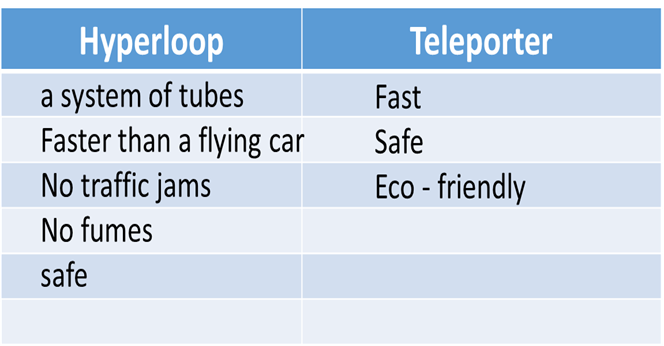 Hyperloop Teleporter
a system of tubes Fast
Faster than a flying car Safe
No traffic jams Eco - friendly
No fumes
safe